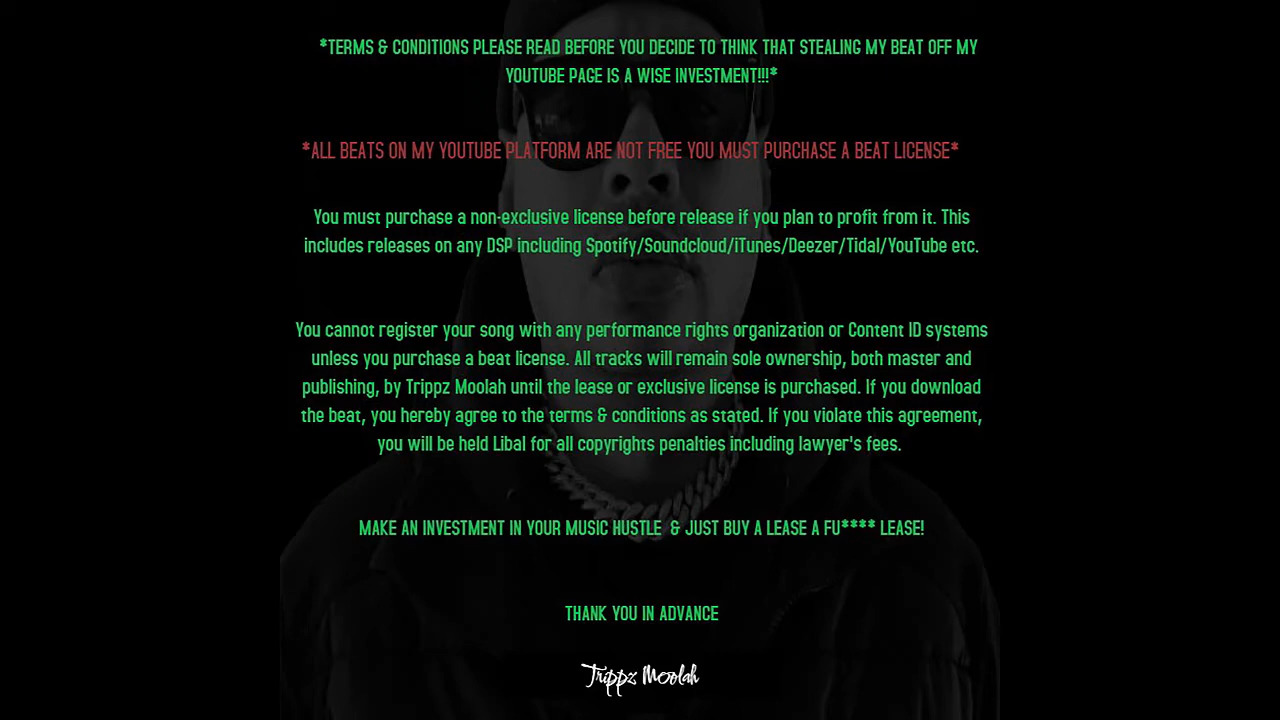 *TERMS & CONDITIONS PLEASE READ BEFORE YOU DECIDE TO THINK THAT STEALING MY BEAT OFF MY
YOUTUBE PAGE IS A WISE INVESTMENT!!!*
*ALL BEATS ON MY YOUTUBE PLATFORM ARE NOT FREE YOU MUST PURCHASE A BEAT LICENSE*
You must purchase a non-exclusive license before release if you plan to profit from it. This
includes releases on any DSP including Spotify/Soundcloud/iTunes/Deezer/Tidal/YouTube etc.
You cannot register your song with any performance rights organization or Content ID systems
unless you purchase a beat license. All tracks will remain sole ownership, both master and
publishing, by Trippz Moolah until the lease or exclusive license is purchased. If you download
the beat, you hereby agree to the terms & conditions as stated. If you violate this agreement,
you will be held Libal for all copyrights penalties including lawyer's fees.
MAKE AN INVESTMENT IN YOUR MUSIC HUSTLE & JUST BUY A LEASE A FU**** LEASE!
THANK YOU IN ADVANCE
Trippz Moolah